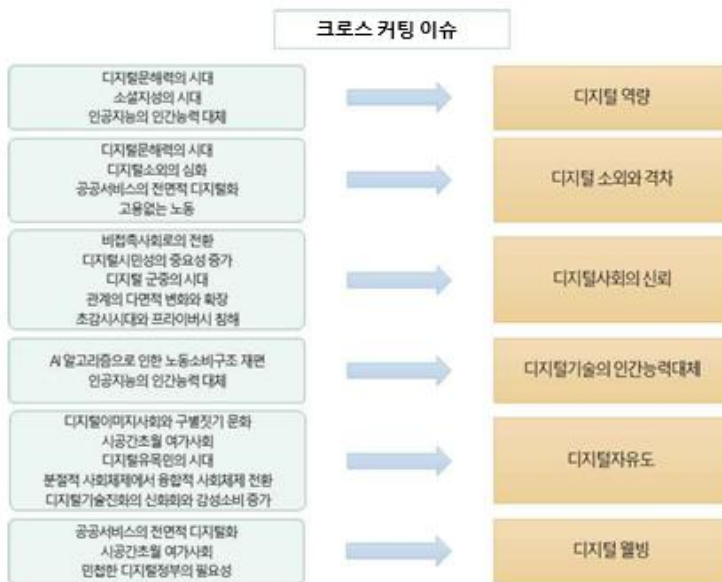 크로스 커팅 이슈
디지털문해력의 시대
소셜지성의 시대
인공지능의 인간능력 대체
디지털 역량
디지털문해력의 시대
디지털소외의 심화
공공서비스의 전면적 디지털화
고용없는 노동
디지털 소외와 격차
비접촉사회로의 전환
디지털시민성의 중요성 증가
디지털 군중의 시대
관계의 다면적 변화와 확장
초감시시대와 프라이버시 침해
디지털사회의 신뢰
AI 알고리즘으로 인한 노동소비구조 재편
인공지능의 인간능력 대체
디지털기술의 인간능력대체
디지털이미지사회와 구별짓기 문화
시공간초월 여가사회
디지털유목민의 시대
분절적 사회체제에서 융합적 사회체제 전환
디지털기술진화의 신화화와 감성소비 증가
디지털자유도
공공서비스의 전면적 디지털화
시공간초월 여가사회
민첩한 디지털정부의 필요성
디지털 웰빙